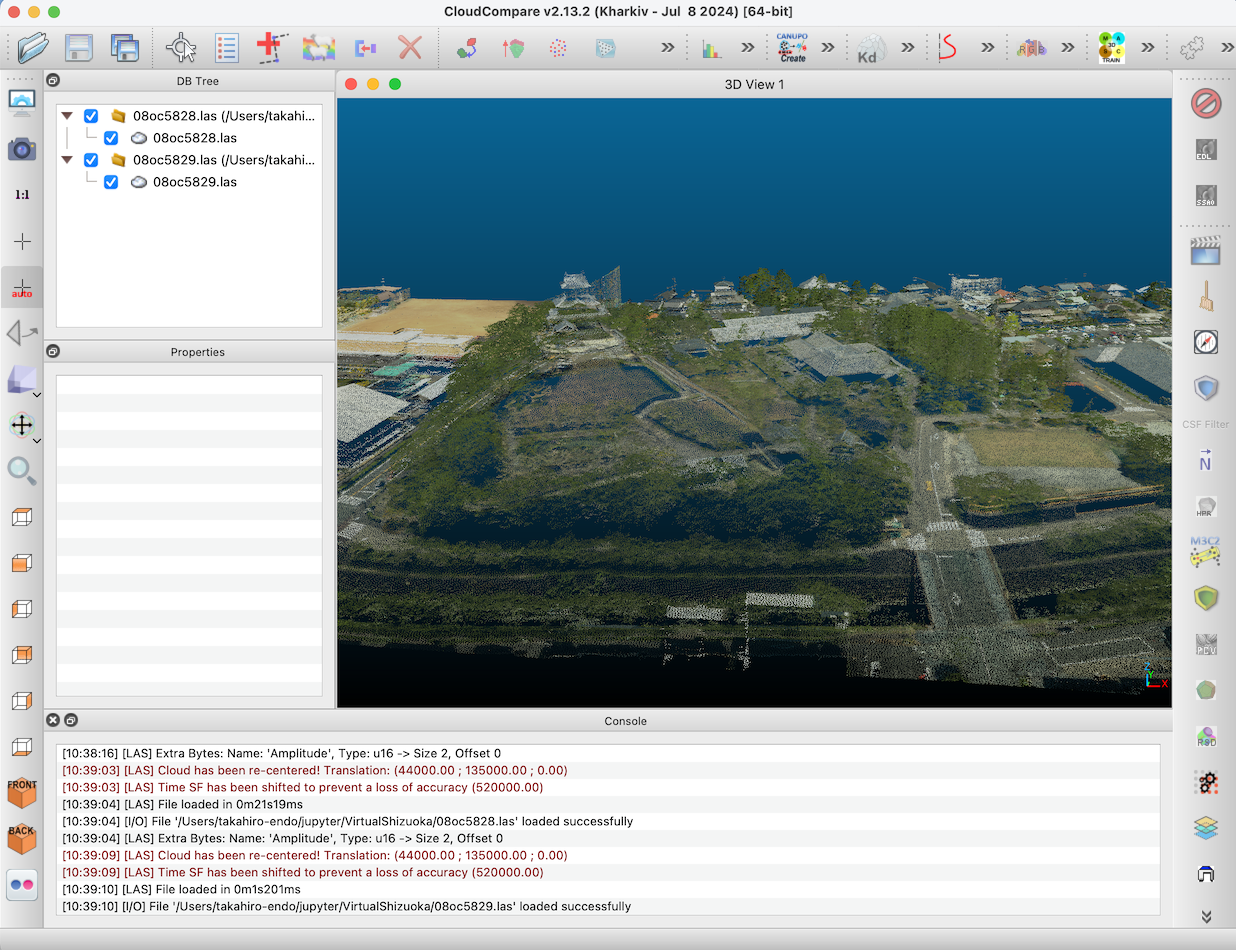 CloudCompare v2.13.2 (Kharkiv - Jul 8 2024) [64-bit]
CANUPO
Create
Kd
RGB
M A
3D
S C
TRAIN
DB Tree
3D View 1
08oc5828.las (/Users/takahi...
08oc5828.las
08oc5829.las (/Users/takahi...
08oc5829.las
1:1
auto
Properties
FRONT
BACK
EDL
SSAO
CSF Filter
N
HPR
M3C2
PCV
RSD
Y
X
Console
[10:38:16] [LAS] Extra Bytes: Name: 'Amplitude', Type: u16 -> Size 2, Offset 0
[10:39:03] [LAS] Cloud has been re-centered! Translation: (44000.00 ; 135000.00 ; 0.00)
[10:39:03] [LAS] Time SF has been shifted to prevent a loss of accuracy (520000.00)
[10:39:04] [LAS] File loaded in 0m21s19ms
[10:39:04] [I/O] File '/Users/takahiro-endo/jupyter/VirtualShizuoka/08oc5828.las' loaded successfully
[10:39:04] [LAS] Extra Bytes: Name: 'Amplitude', Type: u16 -> Size 2, Offset 0
[10:39:09] [LAS] Cloud has been re-centered! Translation: (44000.00 ; 135000.00 ; 0.00)
[10:39:09] [LAS] Time SF has been shifted to prevent a loss of accuracy (520000.00)
[10:39:10] [LAS] File loaded in 0m1s201ms
[10:39:10] [I/O] File '/Users/takahiro-endo/jupyter/VirtualShizuoka/08oc5829.las' loaded successfully